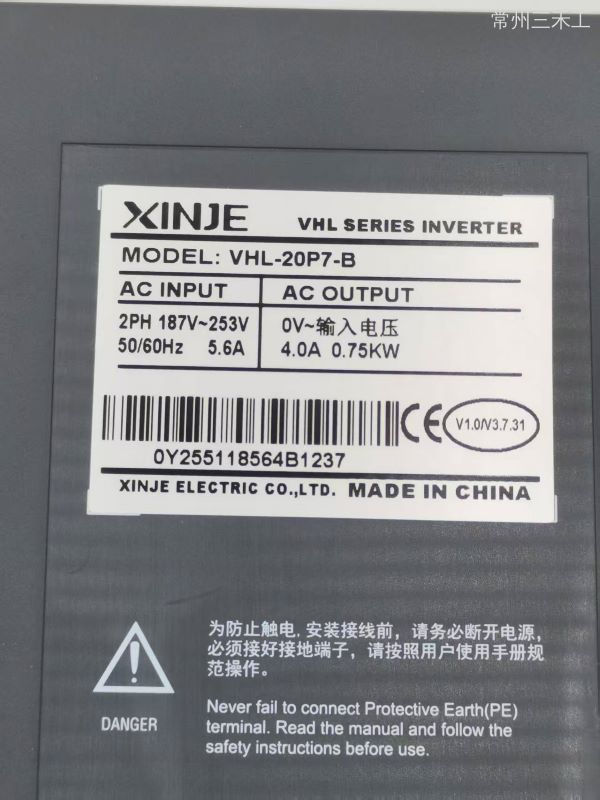 常州三木工
XINJE VHL SERIES INVERTER
MODEL: VHL-20P7-B
AC INPUT AC OUTPUT
2PH 187V~253V 0V~输入电压
50/60Hz 5.6A 4.0A 0.75KW
CE V1.0/V3.7.31
0Y255118564B1237
XINJE ELECTRIC CO.,LTD. MADE IN CHINA
为防止触电,安装接线前，请务必断开电源，
必须接好接地端子，请按照用户使用手册规
范操作。
DANGER
Never fail to connect Protective Earth(PE)
terminal. Read the manual and follow the
safety instructions before use.